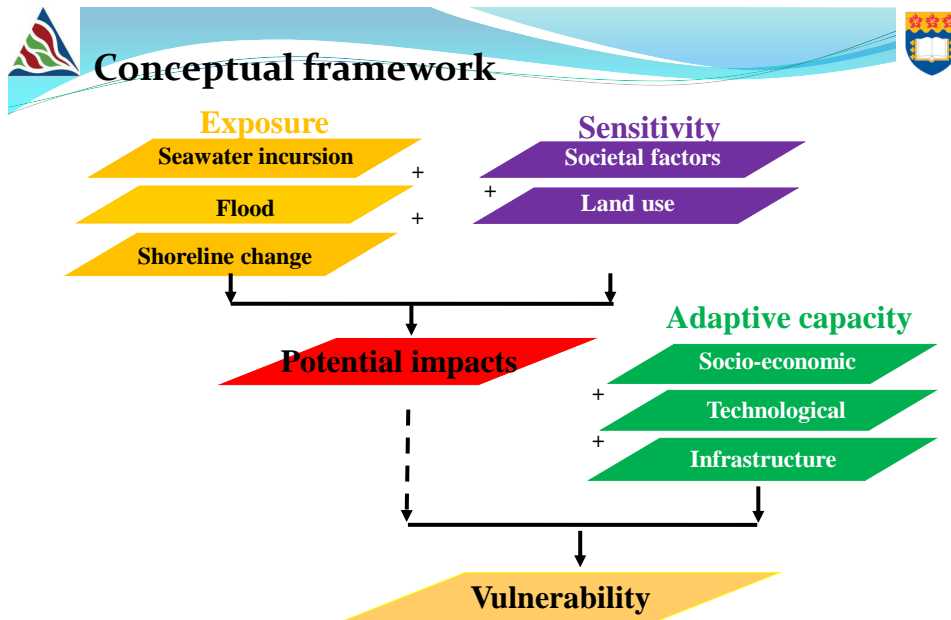 Conceptual framework
Exposure
Seawater incursion
+
Flood
+
Shoreline change
Sensitivity
Societal factors
+
Land use
Potential impacts
Adaptive capacity
Socio-economic
+
Technological
+
Infrastructure
Vulnerability